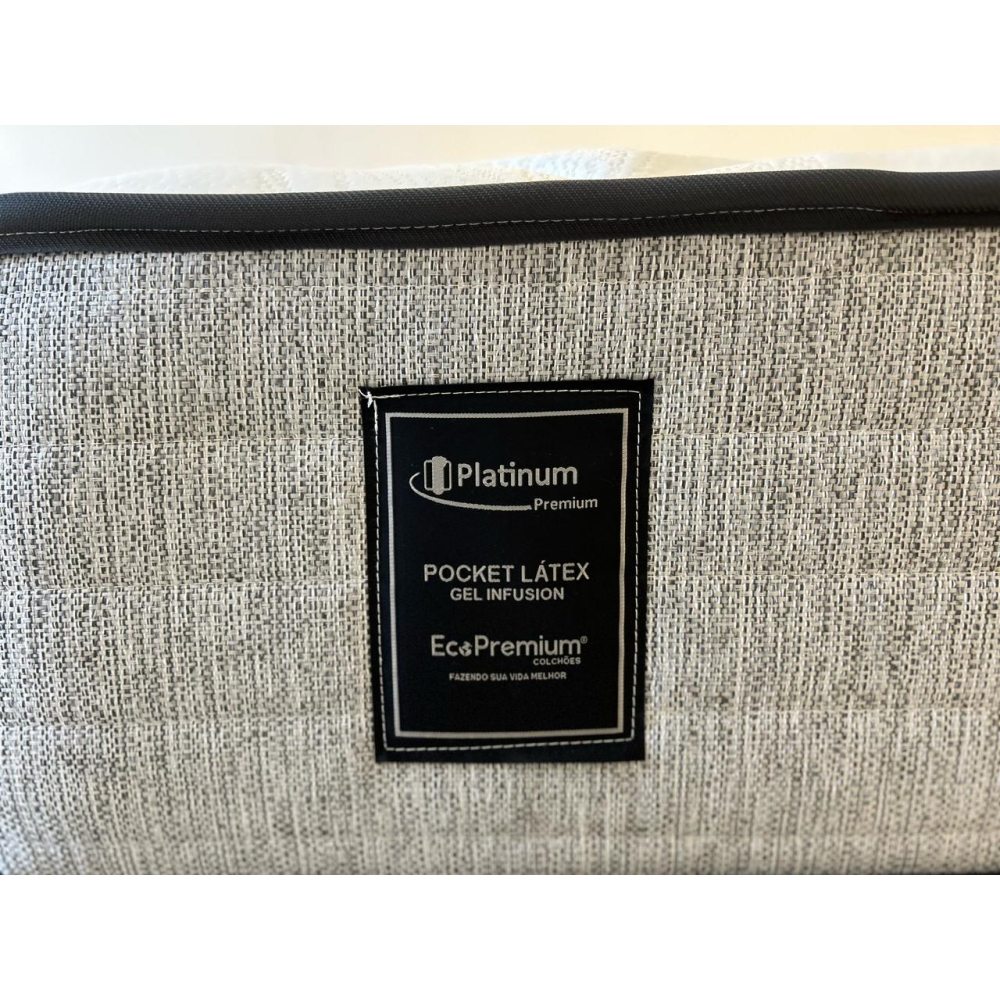 Platinum
Premium
POCKET LÁTEX
GEL INFUSION
EcoPremium®
COLCHÕES
FAZENDO SUA VIDA MELHOR